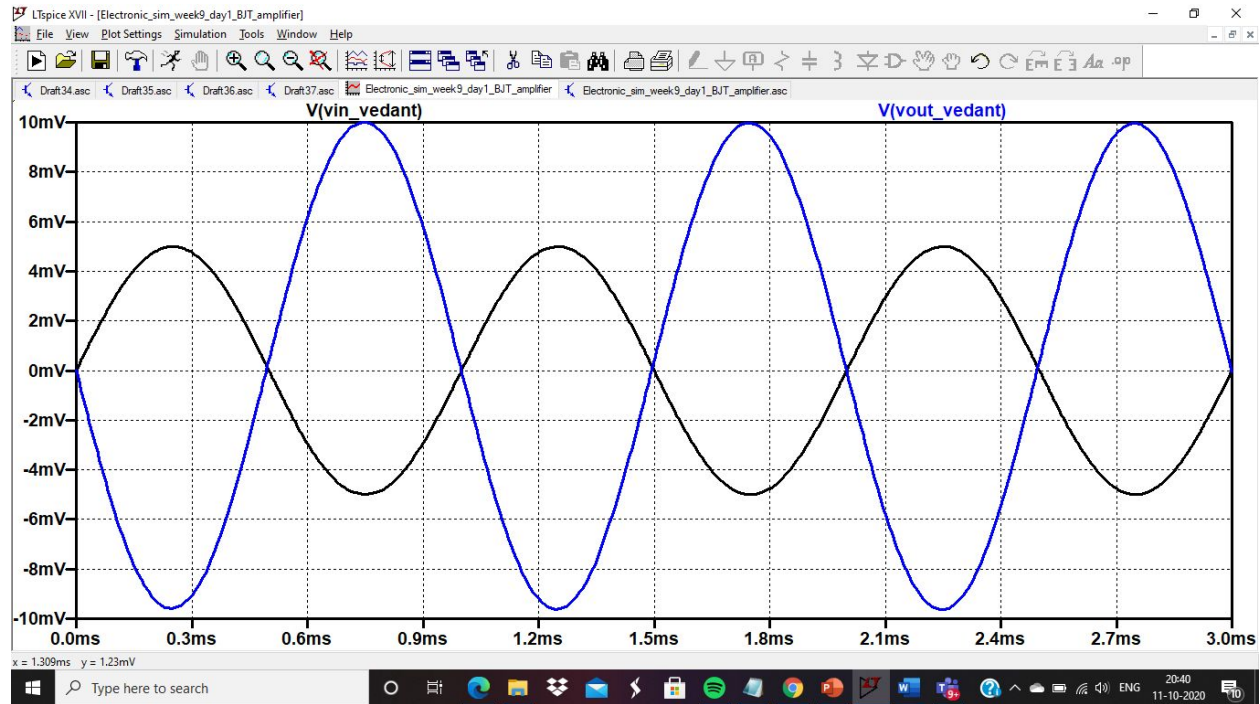 LTspice XVII - [Electronic_sim_week9_day1_BJT_amplifier]
File View Plot Settings Simulation Tools Window Help
Draft34.asc Draft35.asc Draft36.asc Draft37.asc Electronic_sim_week9_day1_BJT_amplifier Electronic_sim_week9_day1_BJT_amplifier.asc
V(vin_vedant) V(vout_vedant)
10mV
8mV
6mV
4mV
2mV
0mV
-2mV
-4mV
-6mV
-8mV
-10mV
0.0ms 0.3ms 0.6ms 0.9ms 1.2ms 1.5ms 1.8ms 2.1ms 2.4ms 2.7ms 3.0ms
x = 1.309ms y = 1.23mV
Type here to search
ENG
20:40
11-10-2020